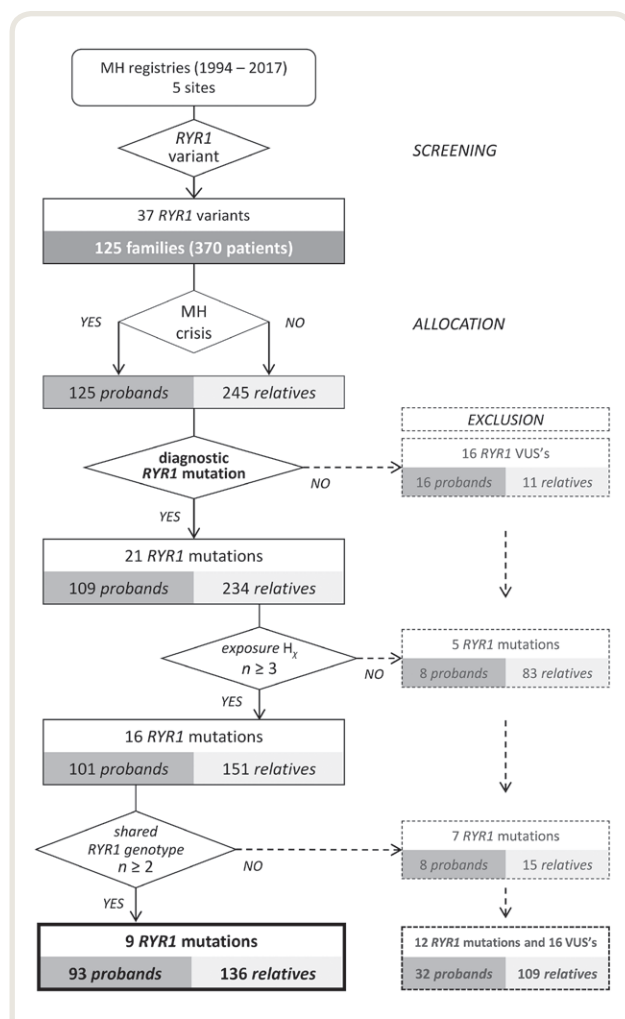 MH registries (1994 – 2017)
5 sites
RYR1
variant
SCREENING
37 RYR1 variants
125 families (370 patients)
YES
MH
crisis
NO
ALLOCATION
125 probands
245 relatives
EXCLUSION
diagnostic
RYR1 mutation
NO
16 RYR1 VUS's
16 probands
11 relatives
YES
21 RYR1 mutations
109 probands
234 relatives
exposure Hχ
n ≥ 3
NO
5 RYR1 mutations
8 probands
83 relatives
YES
16 RYR1 mutations
101 probands
151 relatives
shared
RYR1 genotype
n ≥ 2
NO
7 RYR1 mutations
8 probands
15 relatives
YES
9 RYR1 mutations
93 probands
136 relatives
12 RYR1 mutations and 16 VUS's
32 probands
109 relatives